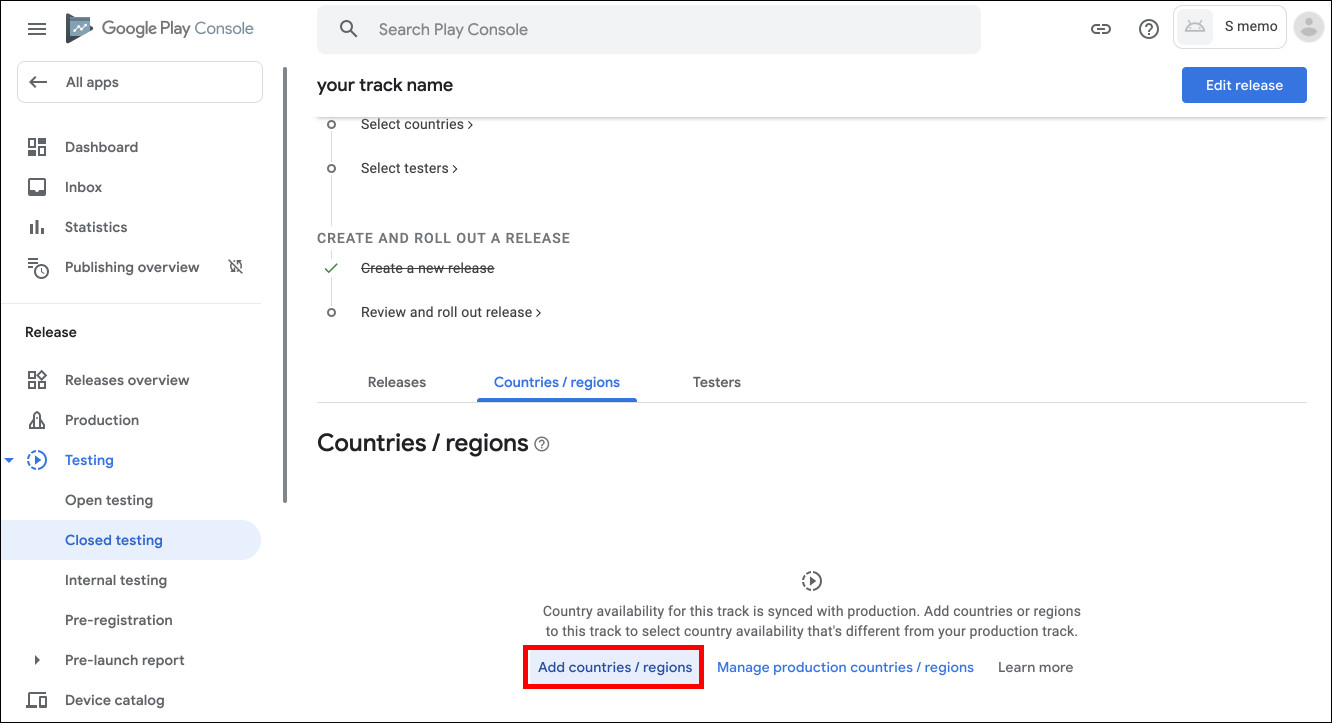 Google Play Console
Search Play Console
S memo
All apps
your track name
Edit release
Dashboard
Inbox
Statistics
Publishing overview
Release
Releases overview
Production
Testing
Open testing
Closed testing
Internal testing
Pre-registration
Pre-launch report
Device catalog
Select countries
Select testers
CREATE AND ROLL OUT A RELEASE
Create a new release
Review and roll out release
Releases
Countries / regions
Testers
Countries / regions
Country availability for this track is synced with production. Add countries or regions
to this track to select country availability that's different from your production track.
Add countries / regions
Manage production countries / regions
Learn more